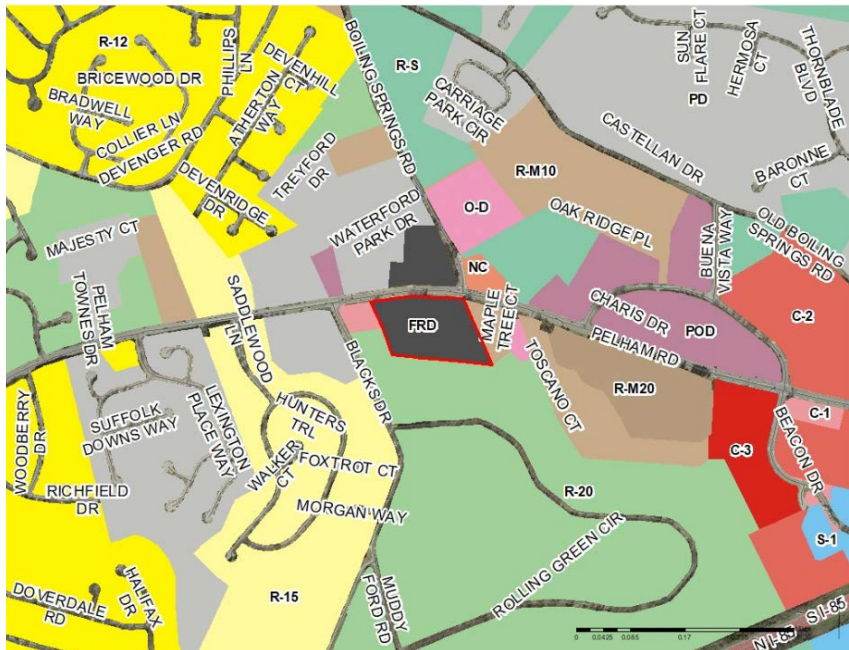 R-12
BRICEWOOD DR
BRADWELL
WAY
COLLIER LN
DEVENGER RD
PHILLIPS
LN
DEVENHILL
CT
ATHERTON
WAY
DEVENRIDGE
DR
TREYFORD
DR
BOILING SPRINGS RD
R-S
CARRIAGE
PARK CIR
SUN
FLARE CT
HERMOSA
CT
THORNBLADE
BLVD
PD
CASTELLAN DR
BARONNE
CT
R-M10
O-D
OAK RIDGE PL
BUENA
VISTA WAY
OLD BOILING
SPRINGS RD
MAJESTY CT
WATERFORD
PARK DR
PELHAM
TOWNES DR
SADDLEWOOD
LN
NC
FRD
MAPLE
TREE CT
CHARIS DR
POD
C-2
PELHAM RD
BLACKS DR
TOSCANO CT
R-M20
C-1
C-3
BEACON DR
WOODBERRY
DR
SUFFOLK
DOWNS WAY
LEXINGTON
PLACE WAY
HUNTERS
TRL
WALKER
CT
FOXTROT CT
MORGAN WAY
RICHFIELD
DR
R-20
ROLLING GREEN CIR
S-1
R-15
HALIFAX
DR
DOVERDALE
RD
MUDDY
FORD RD
N I-85
S I-85
0 0.0425 0.085 0.17